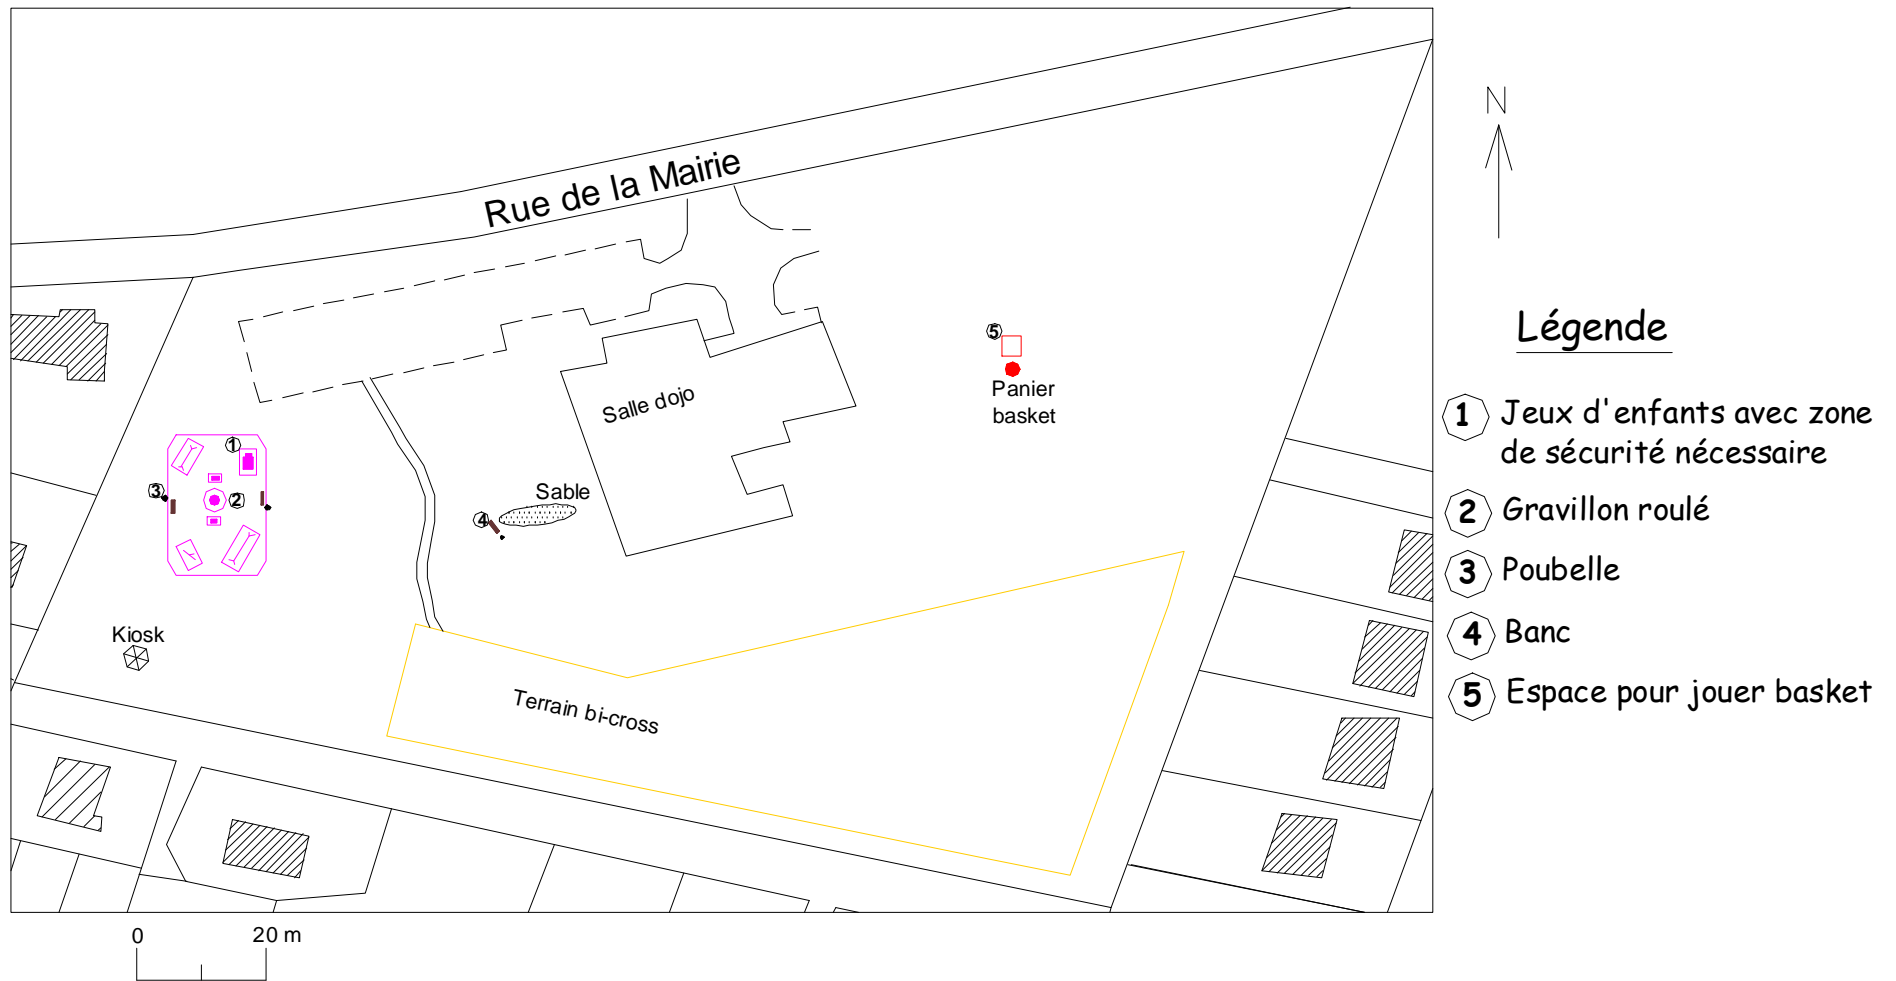 Rue de la Mairie
N
5
Panier
basket
Salle dojo
1
3
2
Sable
4
Kiosk
Terrain bi-cross
0
20 m
Légende
1 Jeux d'enfants avec zone
de sécurité nécessaire
2 Gravillon roulé
3 Poubelle
4 Banc
5 Espace pour jouer basket